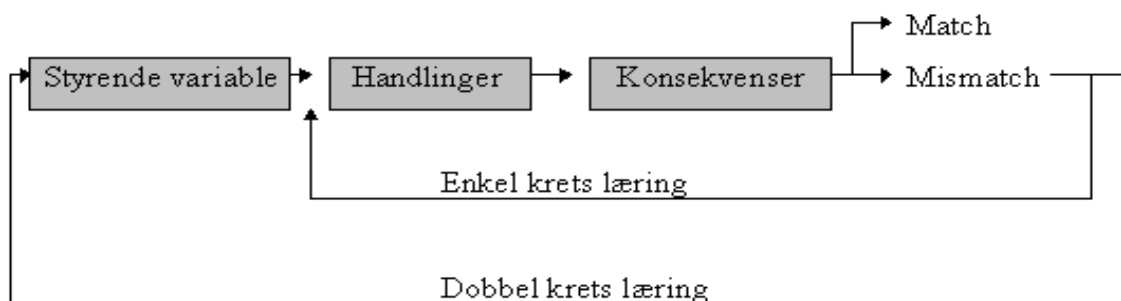 Match
Styrende variable
Handlinger
Konsekvenser
Mismatch
Enkel krets læring
Dobbel krets læring